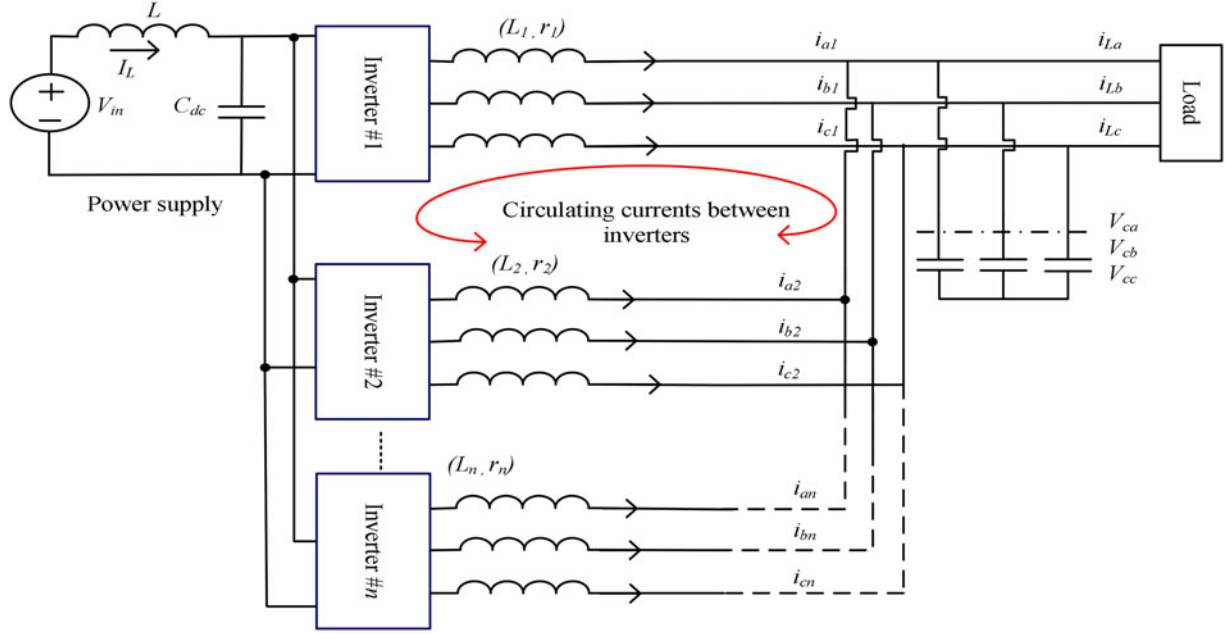 L
I_L
V_in
C_dc
Power supply
Inverter #1
(L_1, r_1)
i_a1
i_b1
i_c1
i_La
i_Lb
i_Lc
Load
Circulating currents between
inverters
V_ca
V_cb
V_cc
Inverter #2
(L_2, r_2)
i_a2
i_b2
i_c2
Inverter #n
(L_n, r_n)
i_an
i_bn
i_cn